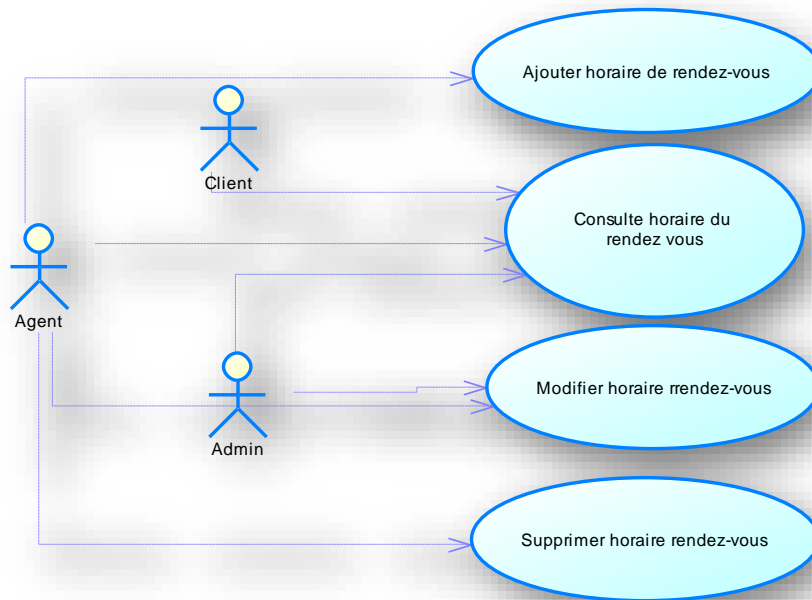 Ajouter horaire de rendez-vous
Client
Consulte horaire du
rendez vous
Agent
Modifier horaire rrendez-vous
Admin
Supprimer horaire rendez-vous